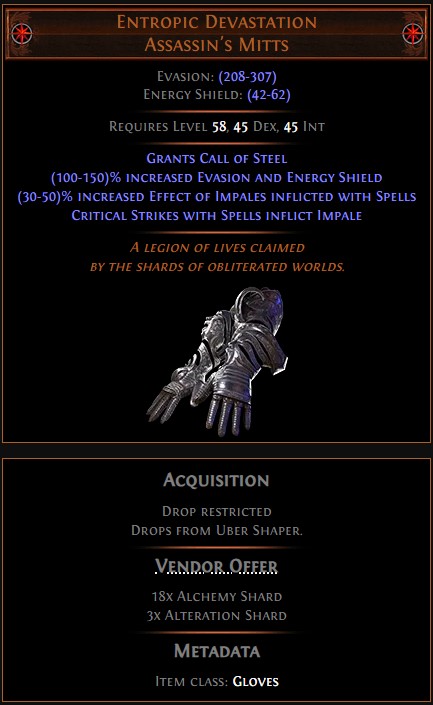 Entropic Devastation
Assassin's Mitts
Evasion: (208-307)
Energy Shield: (42-62)
Requires Level 58, 45 Dex, 45 Int
Grants Call of Steel
(100-150)% increased Evasion and Energy Shield
(30-50)% increased Effect of Impales inflicted with Spells
Critical Strikes with Spells inflict Impale
A legion of lives claimed
by the shards of obliterated worlds.
Acquisition
Drop restricted
Drops from Uber Shaper.
Vendor Offer
18x Alchemy Shard
3x Alteration Shard
Metadata
Item class: Gloves